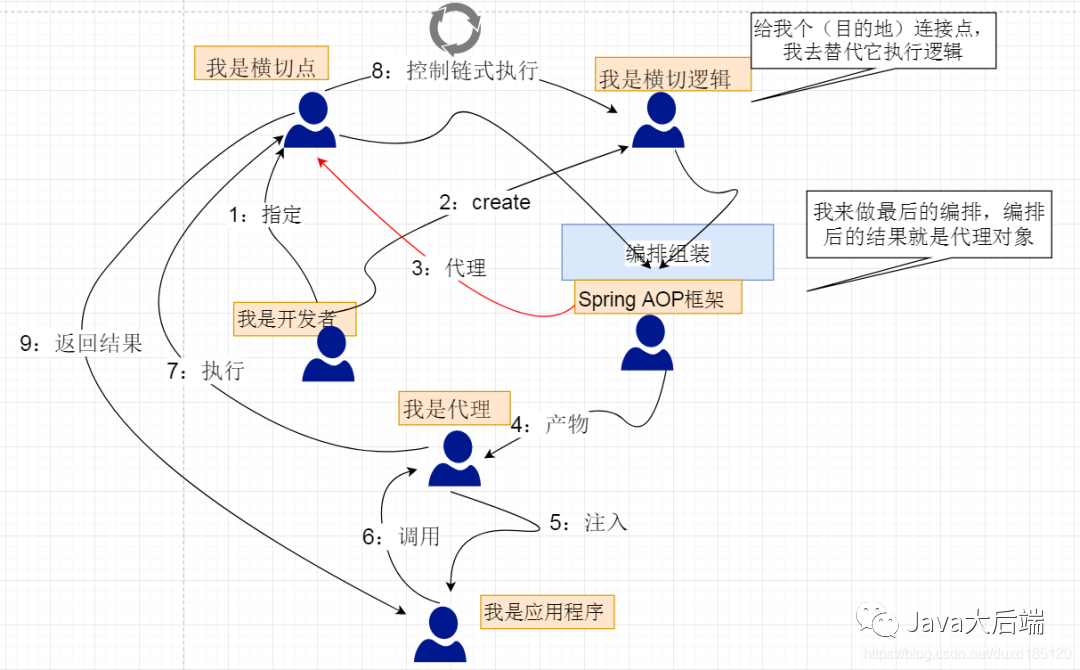 给我个（目的地）连接点，
我去替代它执行逻辑
我是横切点
8：控制链式执行
我是横切逻辑
1：指定
2：create
我来做最后的编排，编排
后的结果就是代理对象
编排组装
3：代理
Spring AOP框架
我是开发者
9：返回结果
7：执行
我是代理
4：产物
5：注入
6：调用
我是应用程序
Java大后端
https://blog.csdn.net/duxd185120